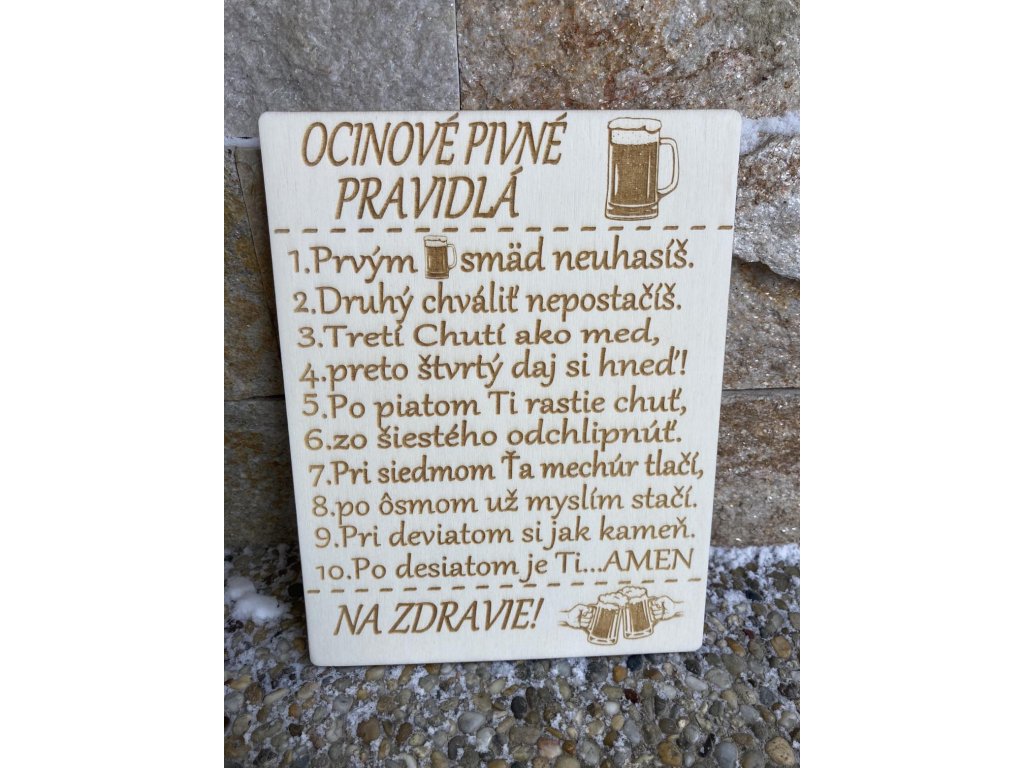 OCINOVÉ PIVNÉ
PRAVIDLÁ
1.Prvým smäd neuhasíš.
2.Druhý chváliť nepostačíš.
3.Tretí Chutí ako med,
4.preto štvrtý daj si hneď!
5.Po piatom Ti rastie chuť,
6.zo šiestého odchlipnúť.
7.Pri siedmom Ťa mechúr tlačí,
8.po ôsmom už myslím stačí.
9.Pri deviatom si jak kameň.
10.Po desiatom je Ti...AMEN
NA ZDRAVIE!